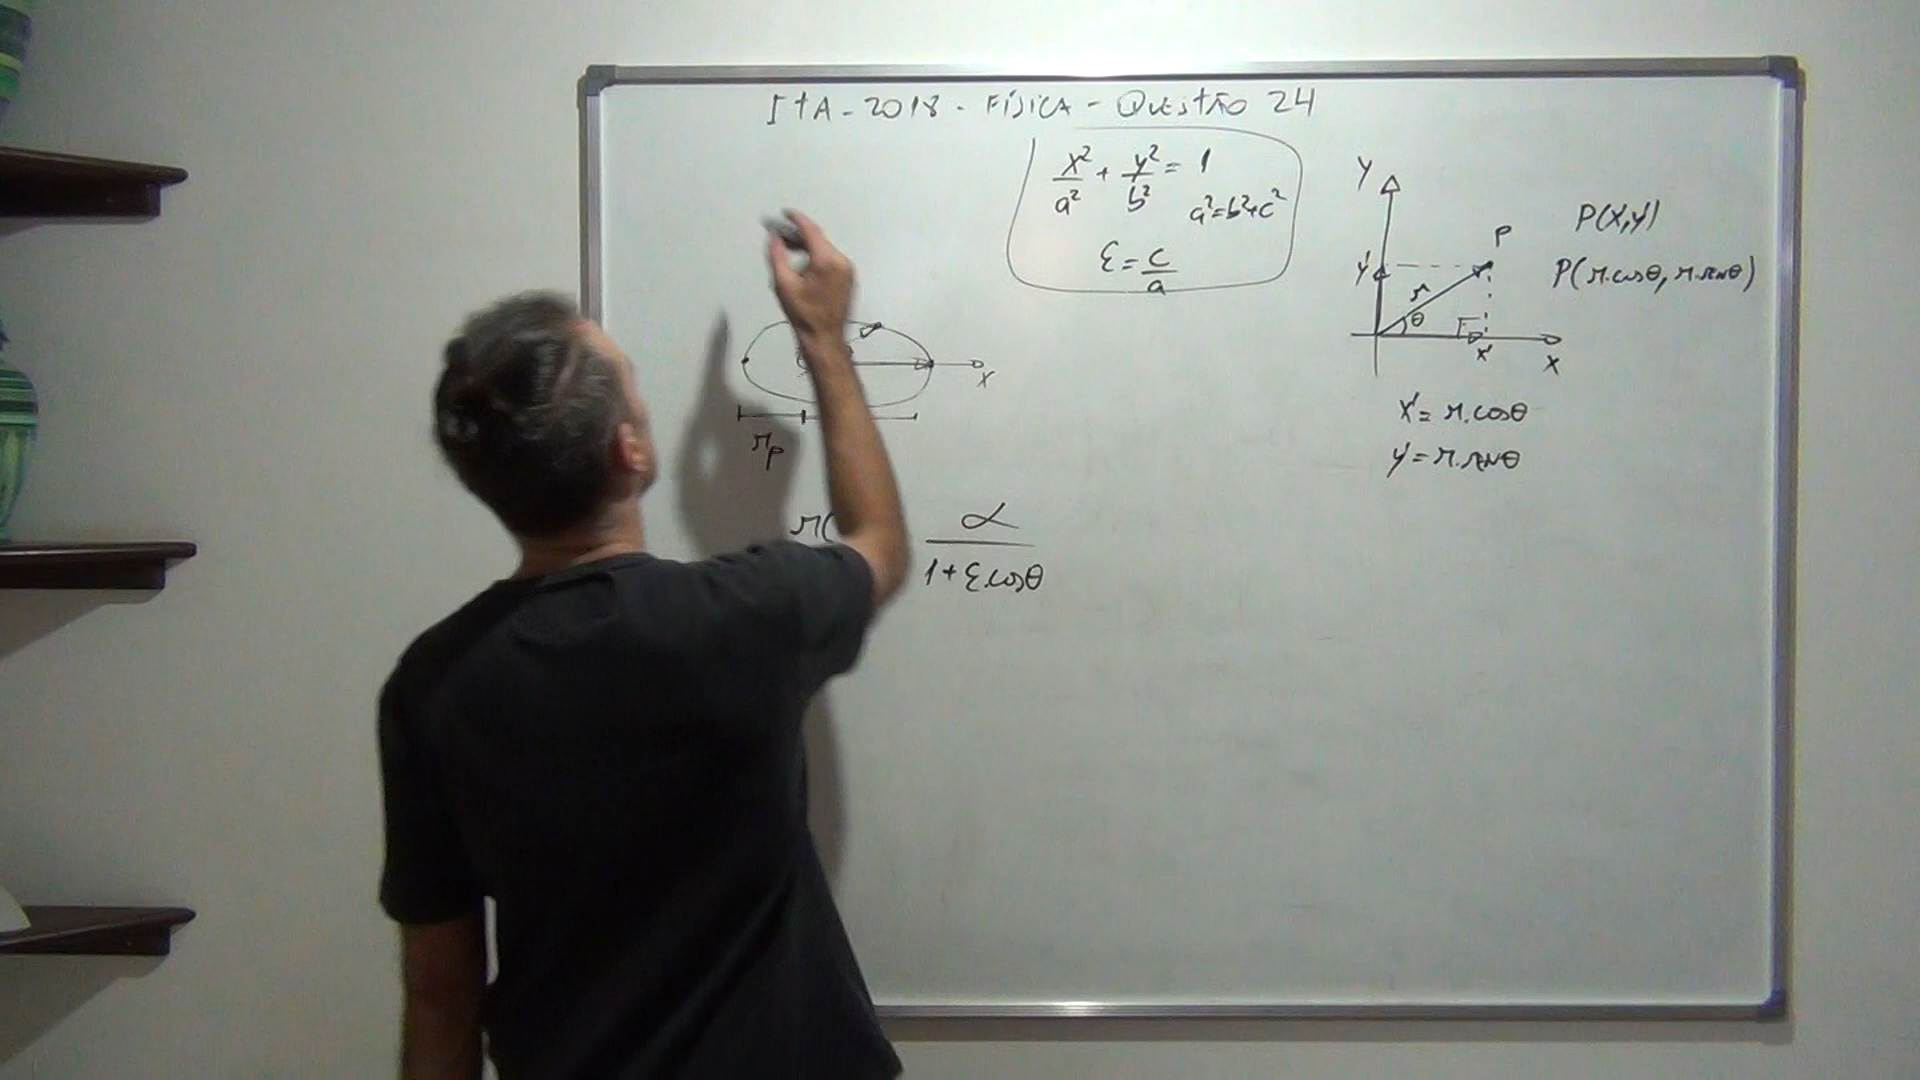 ITA - 2018 - FÍSICA - QUESTÃO 24
x²/a² + y²/b² = 1
a² = b² + c²
ε = c/a
Y
P
P(x', y')
y'
r
θ
P(r.cosθ, r.senθ)
x'
X
x' = r.cosθ
y' = r.senθ
x
r_p
r( α
1 + ε.cosθ